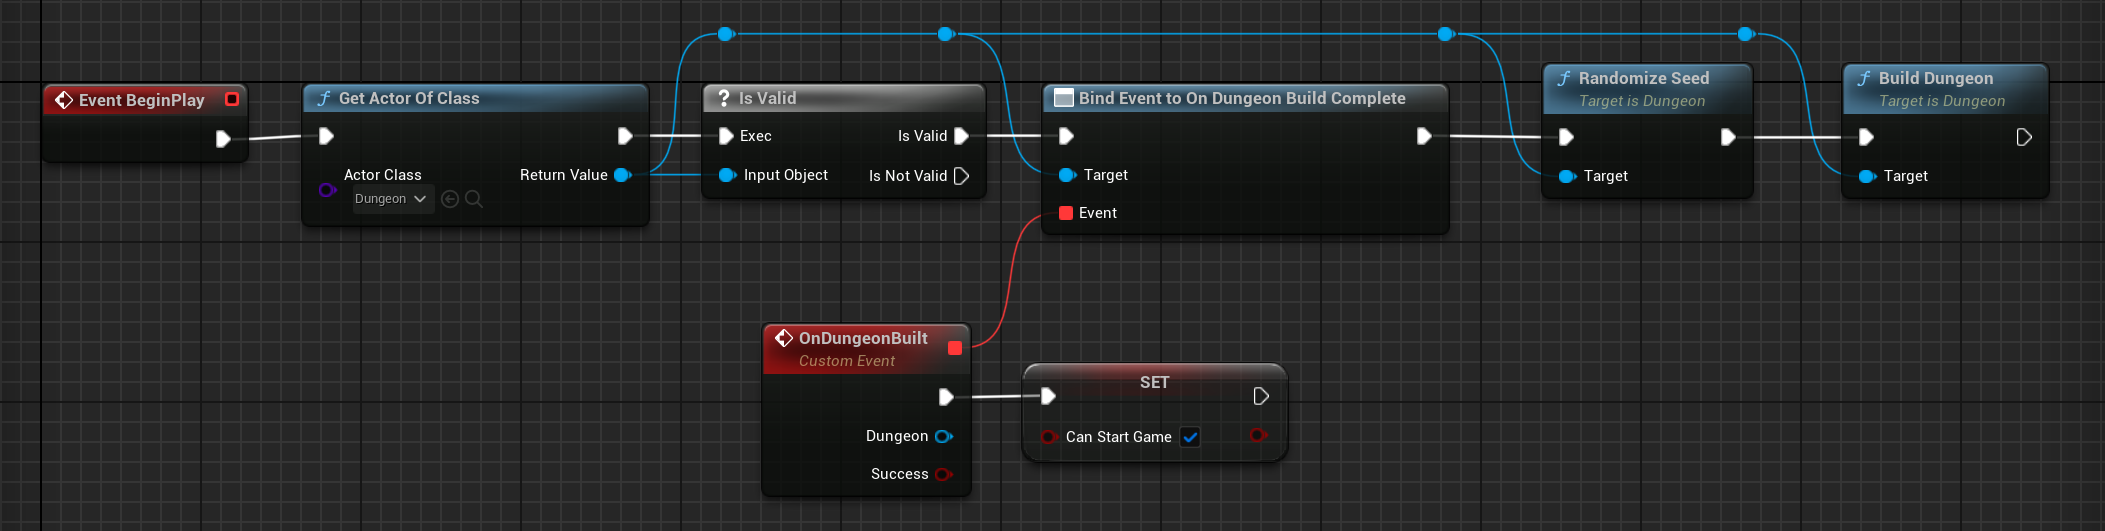 Event BeginPlay
Get Actor Of Class
Actor Class
Dungeon
Return Value
? Is Valid
Exec
Is Valid
Input Object
Is Not Valid
Bind Event to On Dungeon Build Complete
Target
Event
Randomize Seed
Target is Dungeon
Target
Build Dungeon
Target is Dungeon
Target
OnDungeonBuilt
Custom Event
Dungeon
Success
SET
Can Start Game